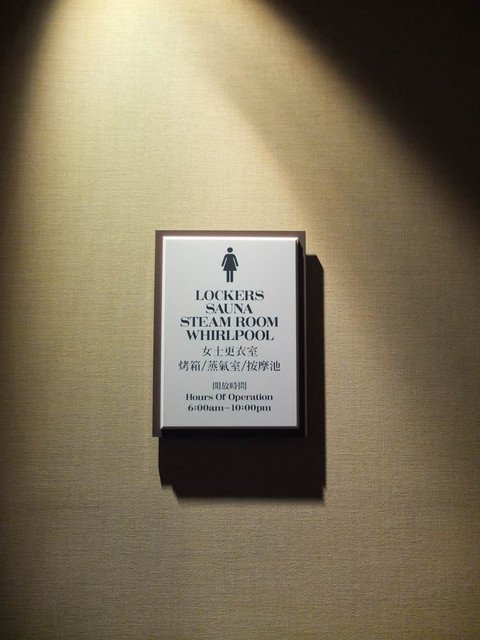 LOCKERS
SAUNA
STEAM ROOM
WHIRLPOOL
女士更衣室
烤箱/蒸氣室/按摩池
開放時間
Hours Of Operation
6:00am-10:00pm